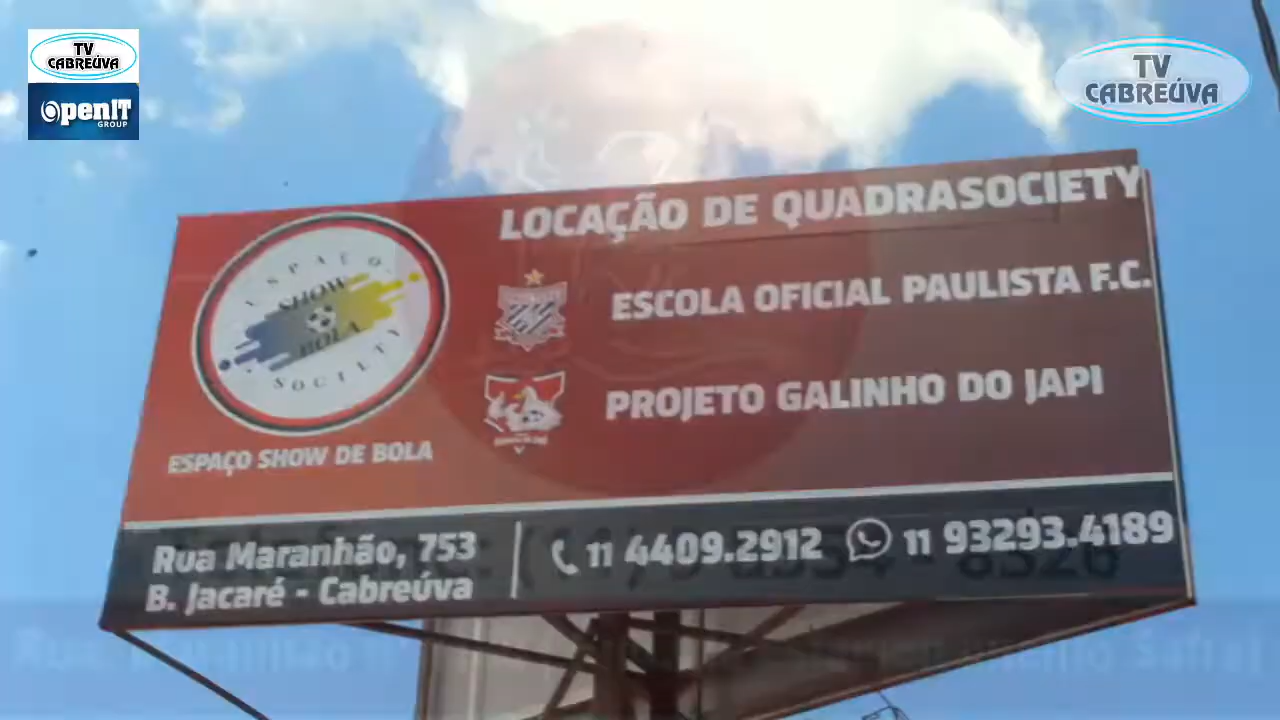 TV
CABREÚVA
OpenIT
GROUP
TV
CABREÚVA
LOCAÇÃO DE QUADRASOCIETY
ESPAÇO
SHOW
BOLA
SOCIETY
ESCOLA OFICIAL PAULISTA F.C.
PROJETO GALINHO DO JAPI
ESPAÇO SHOW DE BOLA
Rua Maranhão, 753
B. Jacaré - Cabreúva
11 4409.2912
11 93293.4189